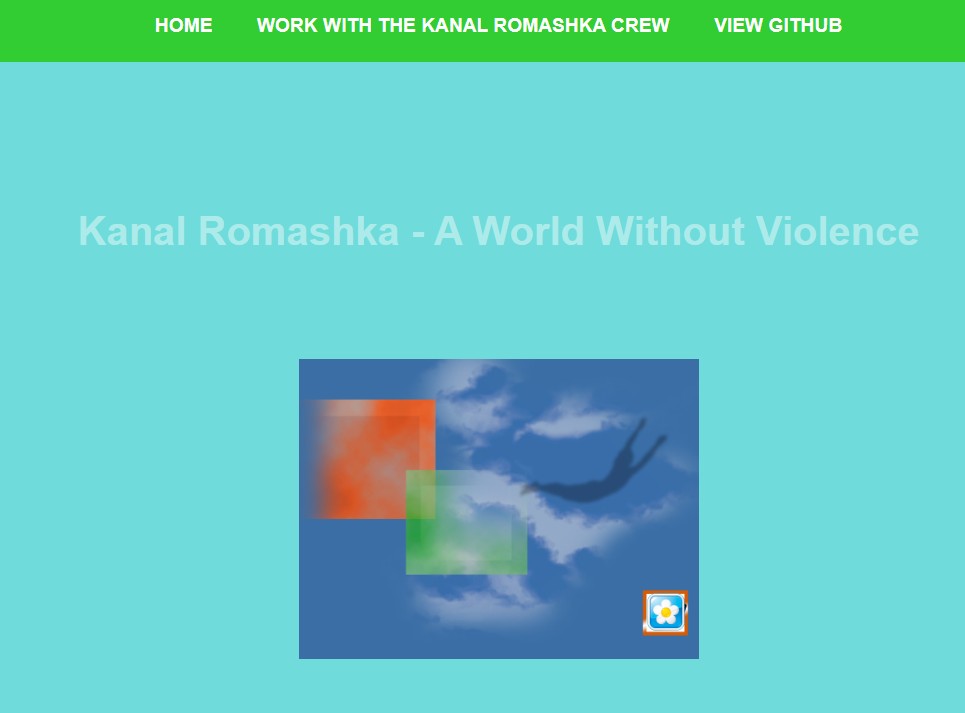 HOME WORK WITH THE KANAL ROMASHKA CREW VIEW GITHUB
Kanal Romashka - A World Without Violence